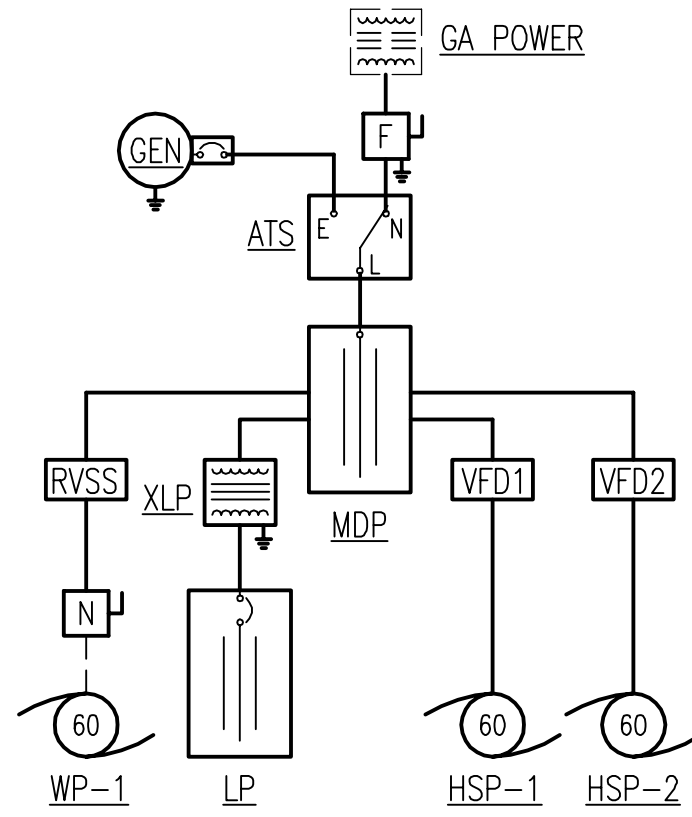 GA POWER
F
GEN
ATS
E
N
L
RVSS
XLP
VFD1
VFD2
MDP
N
60
60
60
WP-1
LP
HSP-1
HSP-2